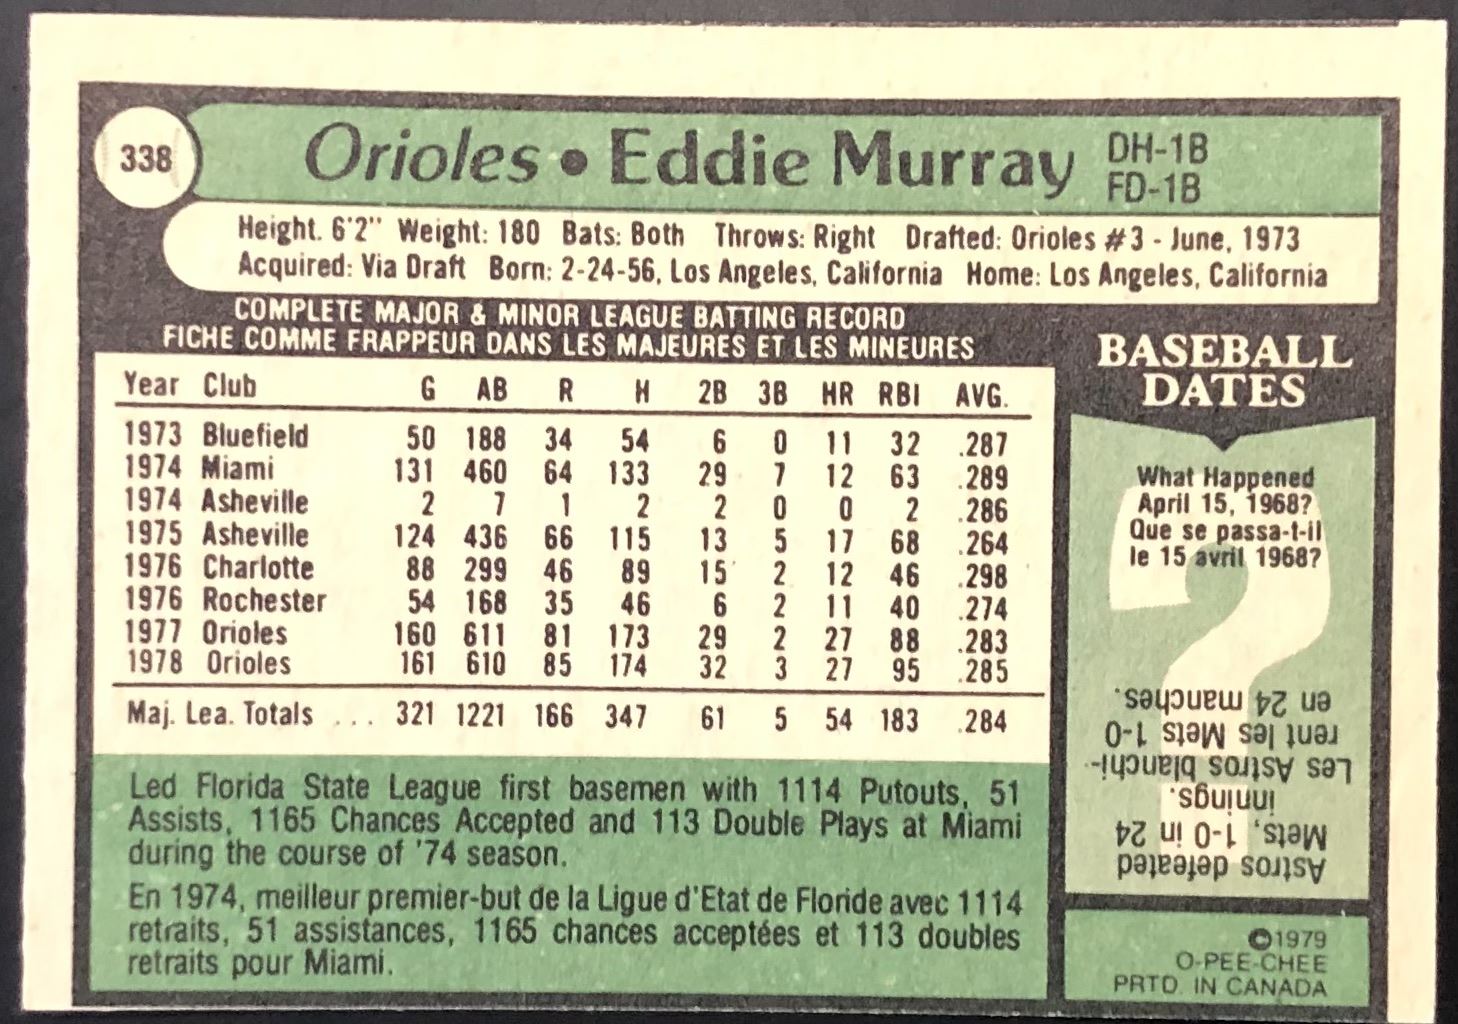 338
Orioles • Eddie Murray DH-1B
FD-1B
Height. 6'2" Weight: 180 Bats: Both Throws: Right Drafted: Orioles #3 - June, 1973
Acquired: Via Draft Born: 2-24-56, Los Angeles, California Home: Los Angeles, California
COMPLETE MAJOR & MINOR LEAGUE BATTING RECORD
FICHE COMME FRAPPEUR DANS LES MAJEURES ET LES MINEURES
Year Club G AB R H 2B 3B HR RBI AVG.
1973 Bluefield 50 188 34 54 6 0 11 32 .287
1974 Miami 131 460 64 133 29 7 12 63 .289
1974 Asheville 2 7 1 2 2 0 0 2 .286
1975 Asheville 124 436 66 115 13 5 17 68 .264
1976 Charlotte 88 299 46 89 15 2 12 46 .298
1976 Rochester 54 168 35 46 6 2 11 40 .274
1977 Orioles 160 611 81 173 29 2 27 88 .283
1978 Orioles 161 610 85 174 32 3 27 95 .285
Maj. Lea. Totals ... 321 1221 166 347 61 5 54 183 .284
Led Florida State League first basemen with 1114 Putouts, 51
Assists, 1165 Chances Accepted and 113 Double Plays at Miami
during the course of '74 season.
En 1974, meilleur premier-but de la Ligue d'Etat de Floride avec 1114
retraits, 51 assistances, 1165 chances acceptées et 113 doubles
retraits pour Miami.
BASEBALL
DATES
What Happened
April 15, 1968?
Que se passa-t-il
le 15 avril 1968?
Astros defeated
Mets, 1-0 in 24
innings.
Les Astros blanchi-
rent les Mets 1-0
en 24 manches.
©1979
O-PEE-CHEE
PRTD. IN CANADA